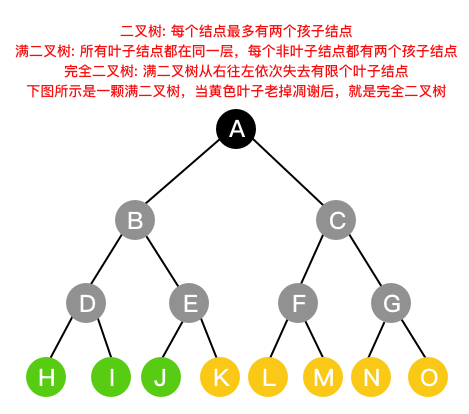 二叉树: 每个结点最多有两个孩子结点
满二叉树: 所有叶子结点都在同一层，每个非叶子结点都有两个孩子结点
完全二叉树: 满二叉树从右往左依次失去有限个叶子结点
下图所示是一颗满二叉树，当黄色叶子老掉凋谢后，就是完全二叉树
A
B C
D E F G
H I J K L M N O